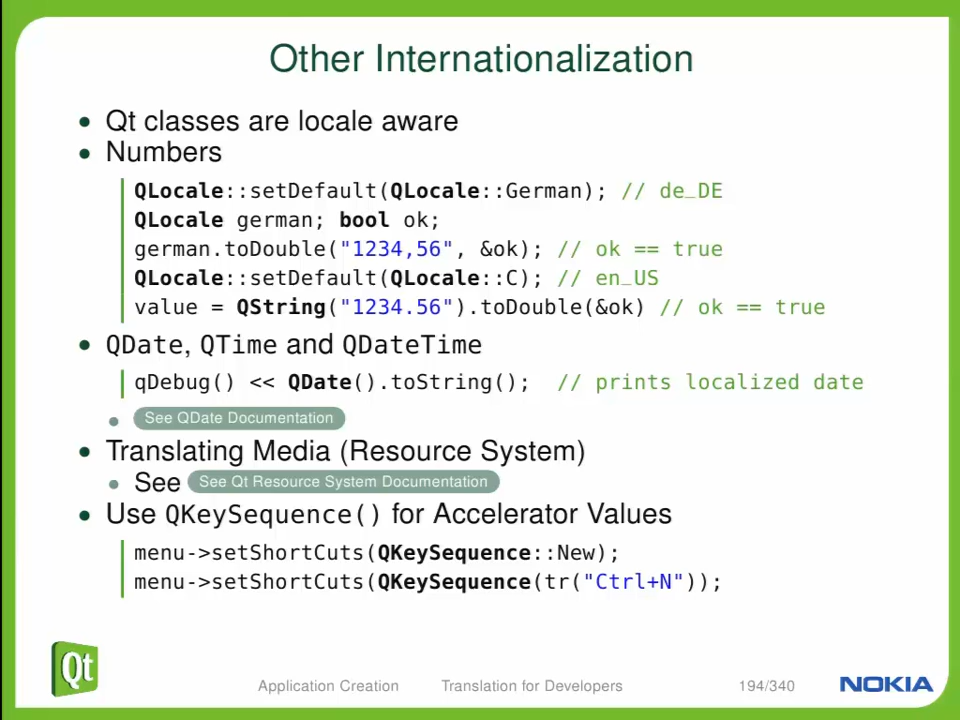 Other Internationalization
• Qt classes are locale aware
• Numbers
QLocale::setDefault(QLocale::German); // de_DE
QLocale german; bool ok;
german.toDouble("1234,56", &ok); // ok == true
QLocale::setDefault(QLocale::C); // en_US
value = QString("1234.56").toDouble(&ok) // ok == true
• QDate, QTime and QDateTime
qDebug() << QDate().toString(); // prints localized date
• See QDate Documentation
• Translating Media (Resource System)
• See See Qt Resource System Documentation
• Use QKeySequence() for Accelerator Values
menu->setShortCuts(QKeySequence::New);
menu->setShortCuts(QKeySequence(tr("Ctrl+N"));
Qt Application Creation Translation for Developers 194/340 NOKIA